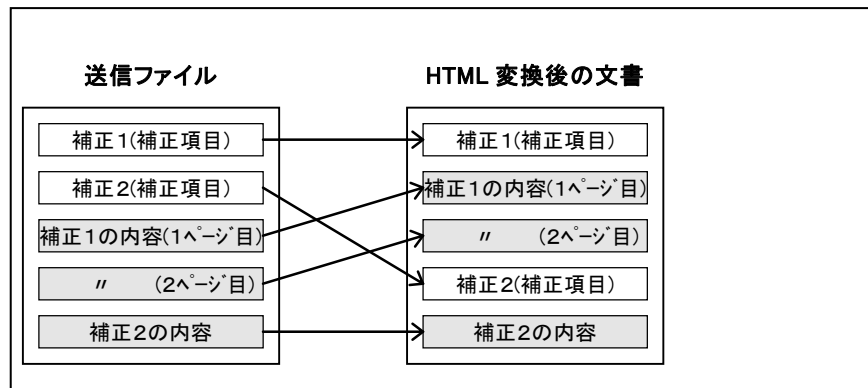 送信ファイル
補正1(補正項目)
補正2(補正項目)
補正1の内容(1ﾍﾟｰｼﾞ目)
〃 (2ﾍﾟｰｼﾞ目)
補正2の内容
HTML 変換後の文書
補正1(補正項目)
補正1の内容(1ﾍﾟｰｼﾞ目)
〃 (2ﾍﾟｰｼﾞ目)
補正2(補正項目)
補正2の内容